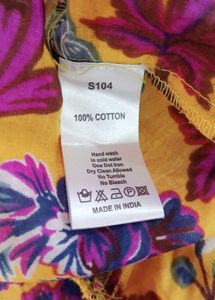 S104
100% COTTON
Hand wash
in cold water
One Out Dot
Dry Clean Allowed
No Tumble
No Bleach
MADE IN INDIA